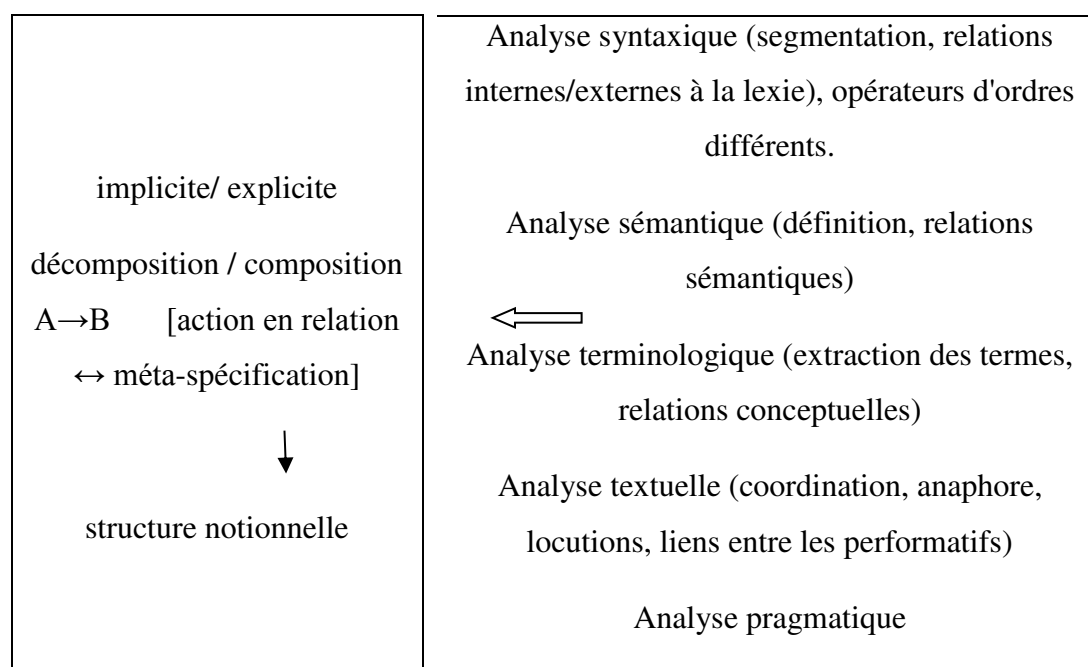 implicite/ explicite
décomposition / composition
A→B [action en relation
↔ méta-spécification]
structure notionnelle
Analyse syntaxique (segmentation, relations
internes/externes à la lexie), opérateurs d'ordres
différents.
Analyse sémantique (définition, relations
sémantiques)
Analyse terminologique (extraction des termes,
relations conceptuelles)
Analyse textuelle (coordination, anaphore,
locutions, liens entre les performatifs)
Analyse pragmatique